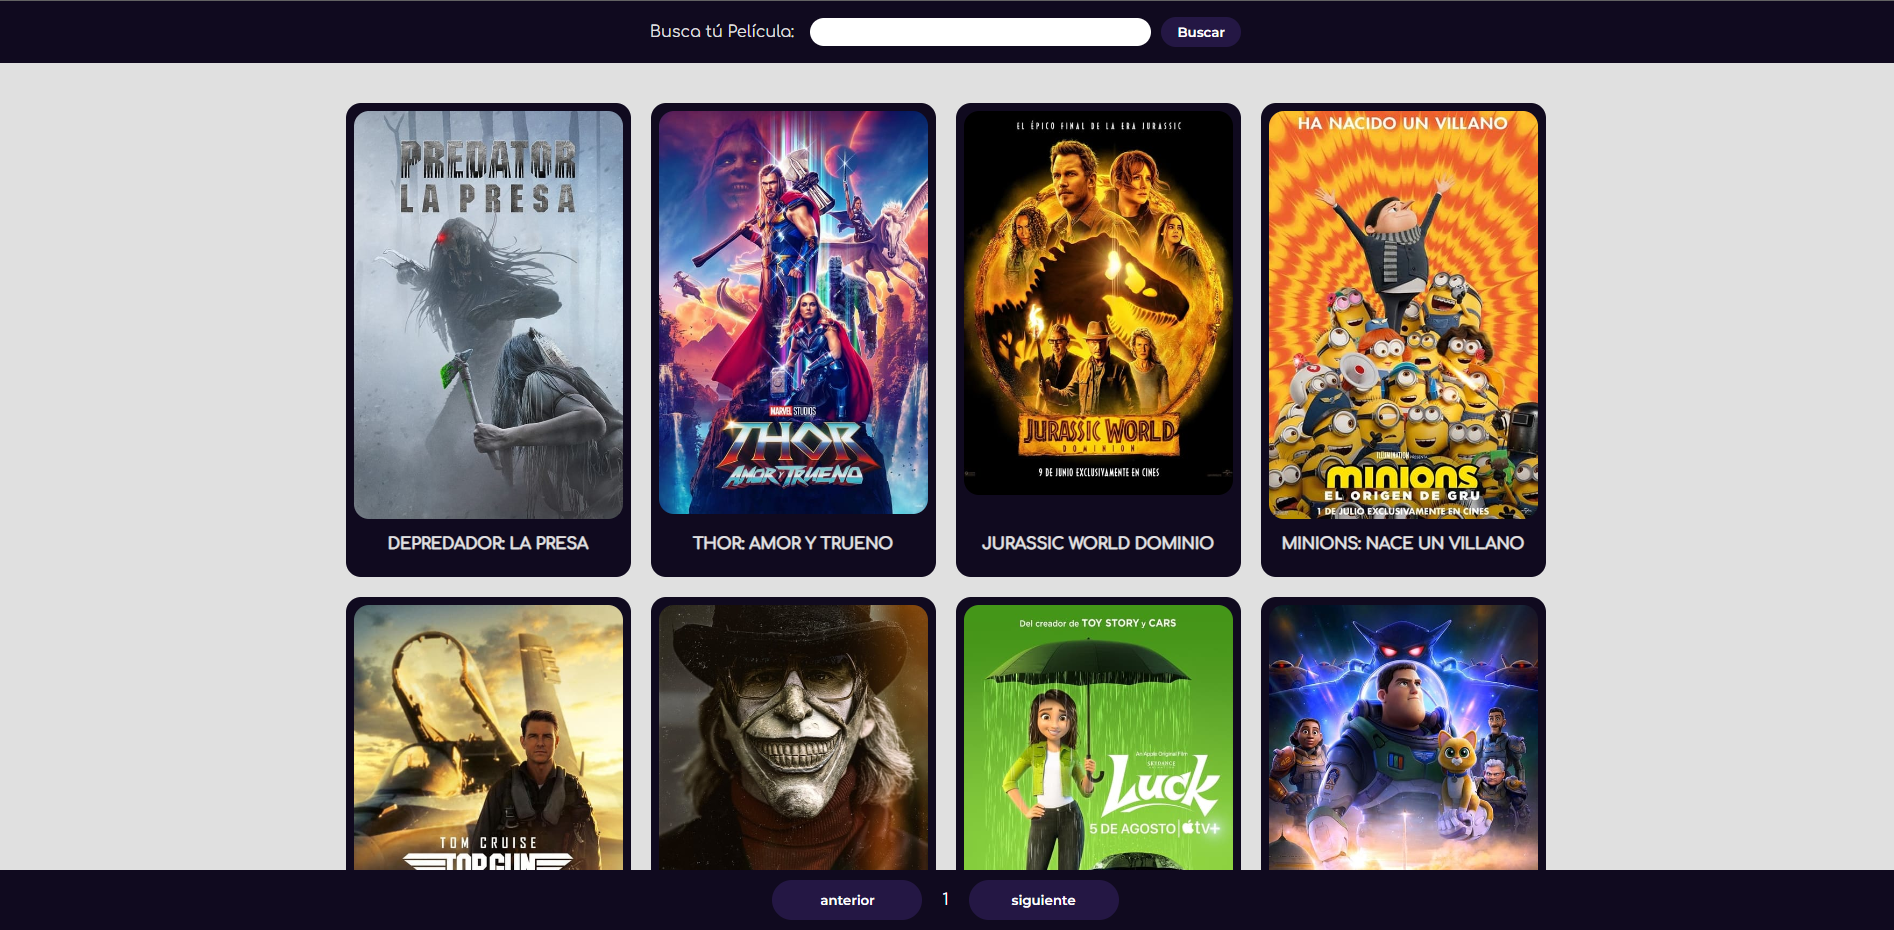 Busca tú Película:
Buscar
PREDATOR
LA PRESA
DEPREDADOR: LA PRESA
MARVEL STUDIOS
THOR
AMOR Y TRUENO
THOR: AMOR Y TRUENO
EL ÉPICO FINAL DE LA ERA JURASSIC
JURASSIC WORLD
DOMINION
9 DE JUNIO EXCLUSIVAMENTE EN CINES
JURASSIC WORLD DOMINIO
HA NACIDO UN VILLANO
ILLUMINATION
minions
EL ORIGEN DE GRU
1 DE JULIO EXCLUSIVAMENTE EN CINES
MINIONS: NACE UN VILLANO
TOM CRUISE
TOP GUN
Del creador de TOY STORY y CARS
An Apple Original Film
SKYDANCE
Luck
5 DE AGOSTO | tv+
anterior
1
siguiente